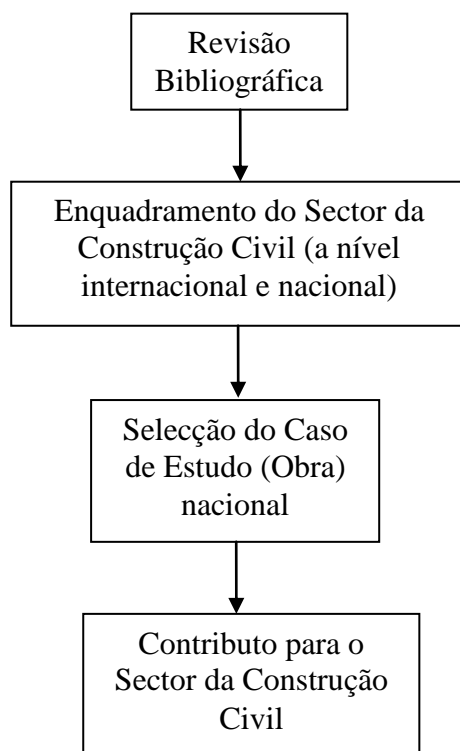 Revisão
Bibliográfica
Enquadramento do Sector da
Construção Civil (a nível
internacional e nacional)
Selecção do Caso
de Estudo (Obra)
nacional
Contributo para o
Sector da Construção
Civil